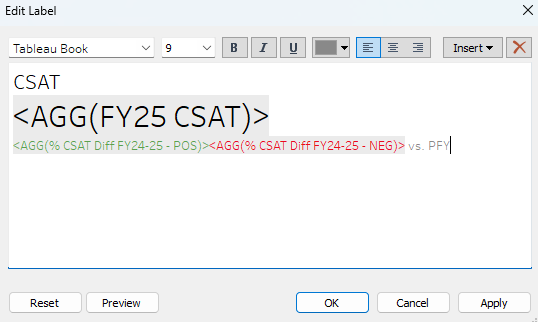 Edit Label
Tableau Book 9 B I U Insert
CSAT
<AGG(FY25 CSAT)>
<AGG(% CSAT Diff FY24-25 - POS)><AGG(% CSAT Diff FY24-25 - NEG)> vs. PFY
Reset Preview OK Cancel Apply